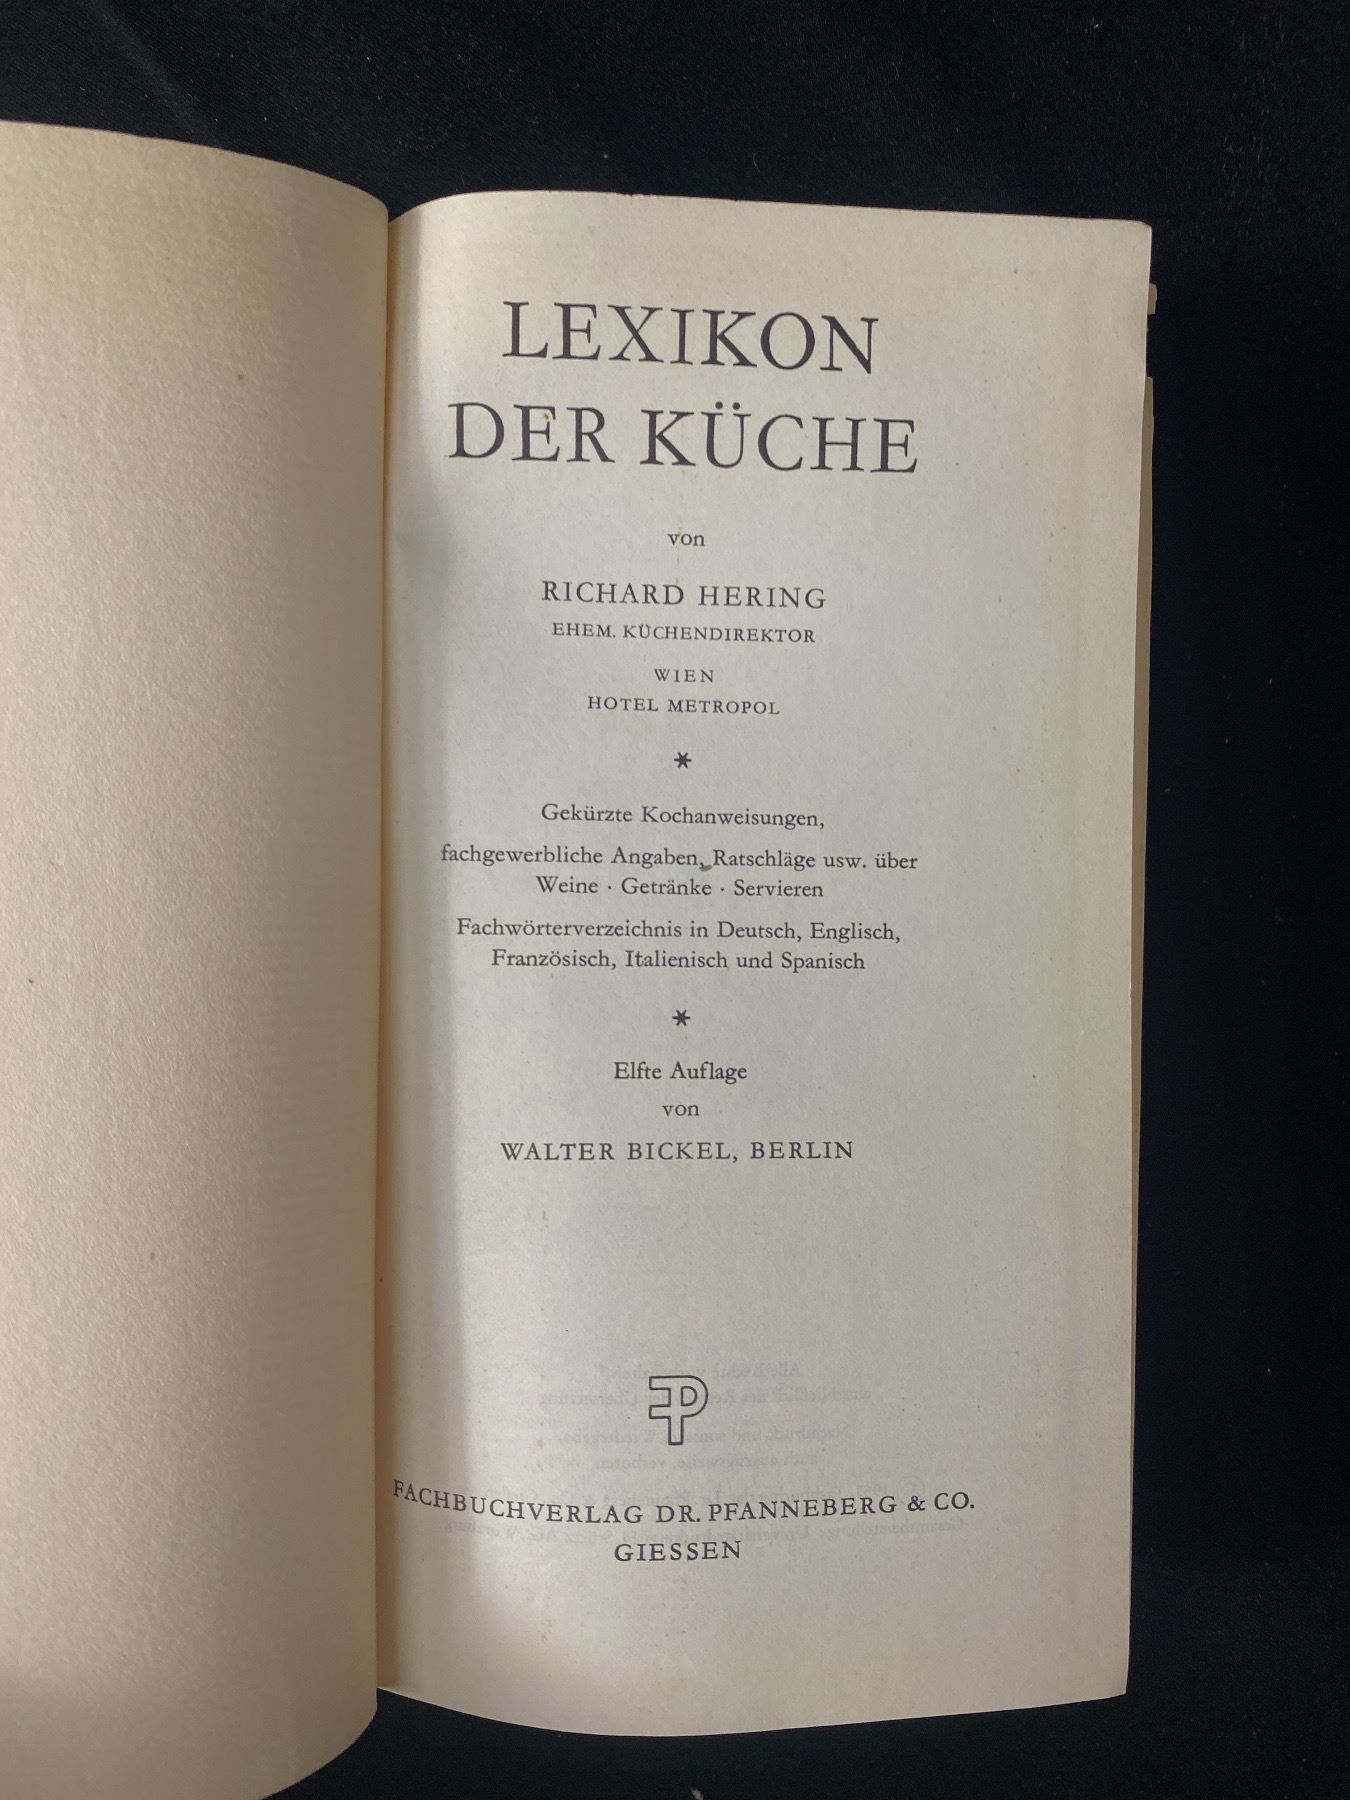 LEXIKON
DER KÜCHE
von
RICHARD HERING
EHEM. KÜCHENDIREKTOR
WIEN
HOTEL METROPOL
*
Gekürzte Kochanweisungen,
fachgewerbliche Angaben, Ratschläge usw. über
Weine · Getränke · Servieren
Fachwörterverzeichnis in Deutsch, Englisch,
Französisch, Italienisch und Spanisch
*
Elfte Auflage
von
WALTER BICKEL, BERLIN
FP
FACHBUCHVERLAG DR. PFANNEBERG & CO.
GIESSEN